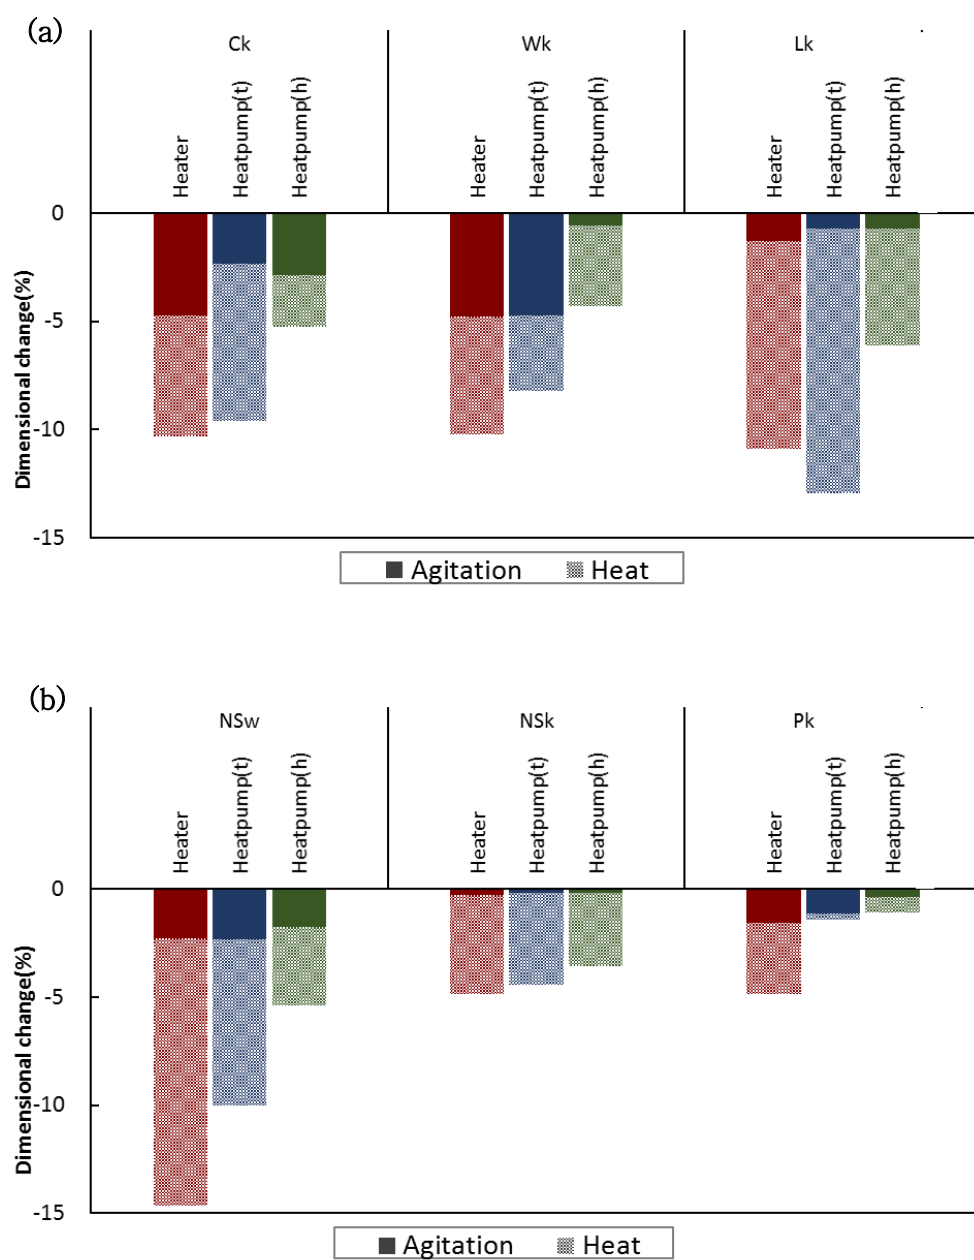 (a)
Ck Wk Lk
Heater Heatpump(t) Heatpump(h) Heater Heatpump(t) Heatpump(h) Heater Heatpump(t) Heatpump(h)
Dimensional change(%)
0
-5
-10
-15
Agitation Heat
(b)
NSw NSk Pk
Heater Heatpump(t) Heatpump(h) Heater Heatpump(t) Heatpump(h) Heater Heatpump(t) Heatpump(h)
Dimensional change(%)
0
-5
-10
-15
Agitation Heat